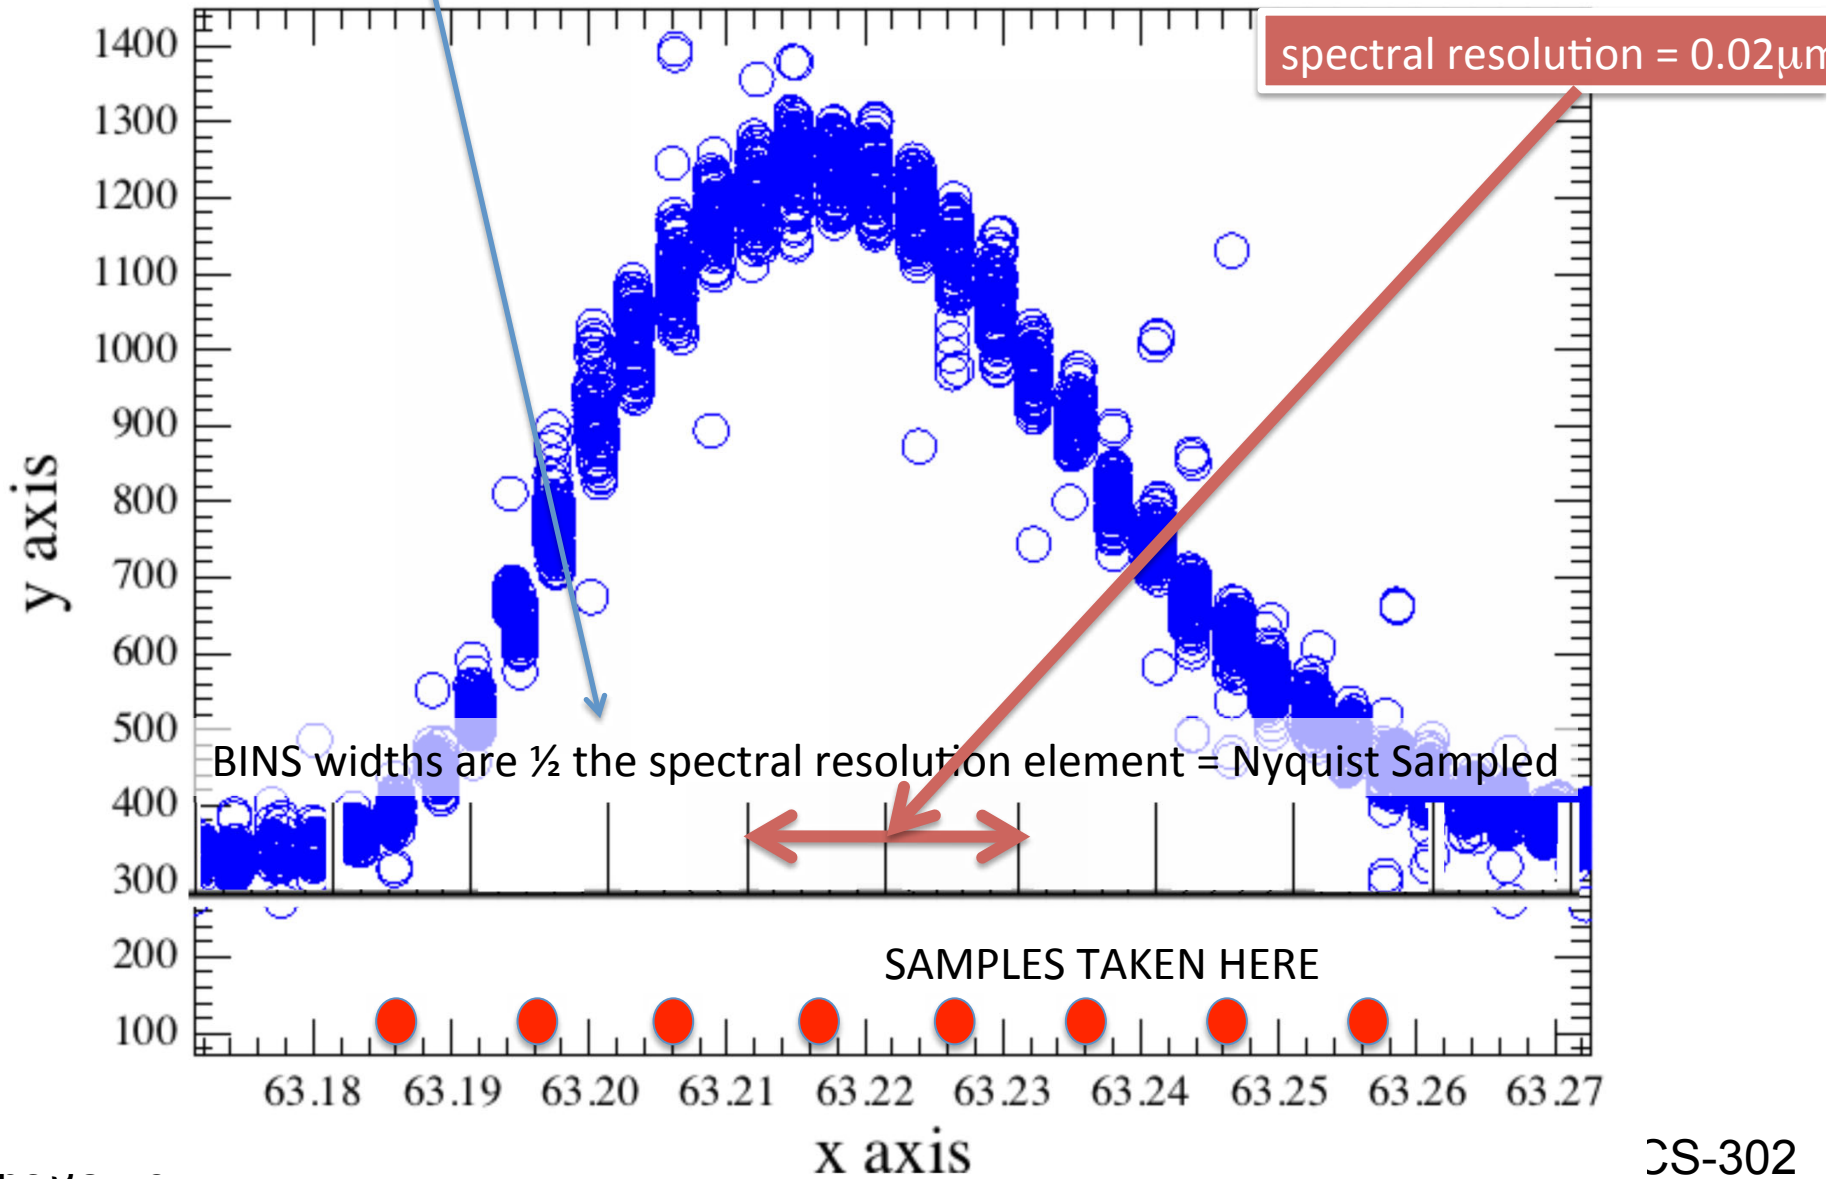 spectral resolution = 0.02μm
1400
1300
1200
1100
1000
900
800
700
600
500
400
300
200
100
y axis
BINS widths are ½ the spectral resolution element = Nyquist Sampled
SAMPLES TAKEN HERE
63.18 63.19 63.20 63.21 63.22 63.23 63.24 63.25 63.26 63.27
x axis
CS-302